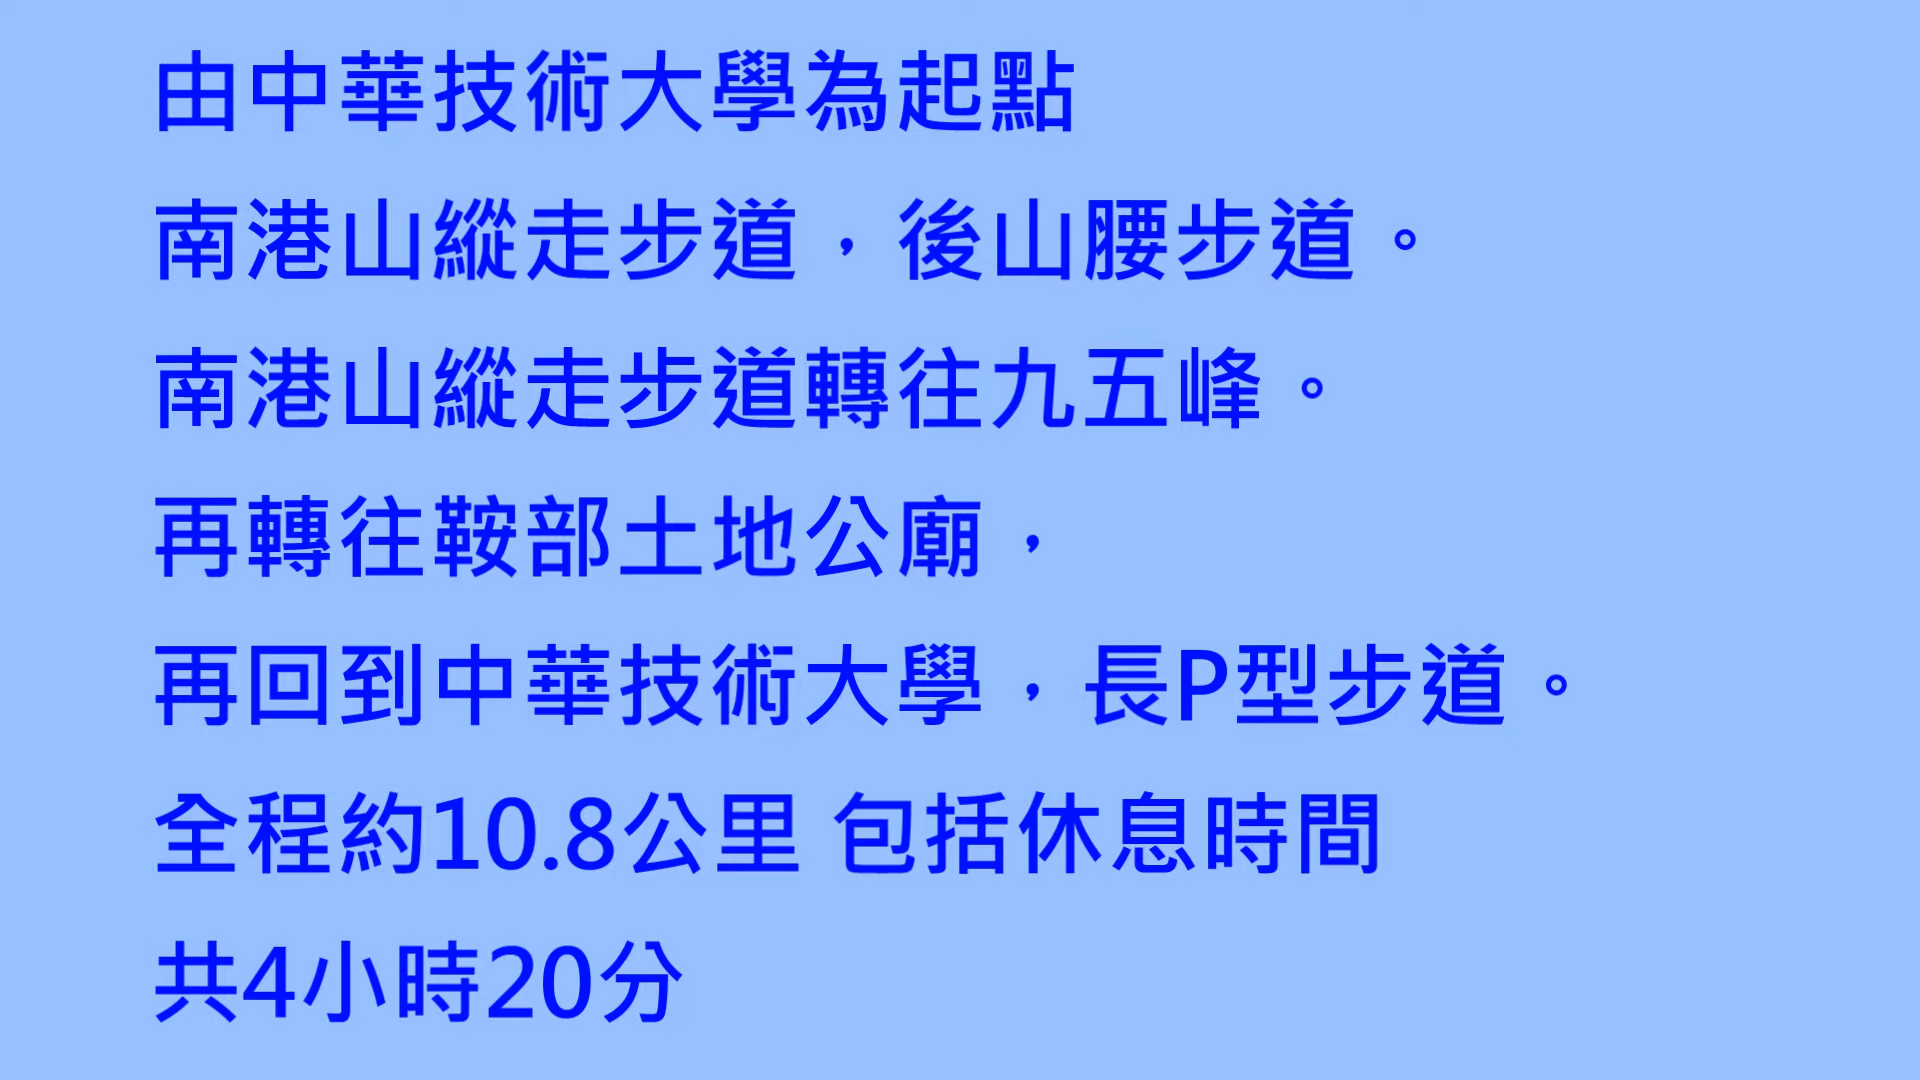 由中華技術大學為起點
南港山縱走步道，後山腰步道。
南港山縱走步道轉往九五峰。
再轉往鞍部土地公廟，
再回到中華技術大學，長P型步道。
全程約10.8公里 包括休息時間
共4小時20分